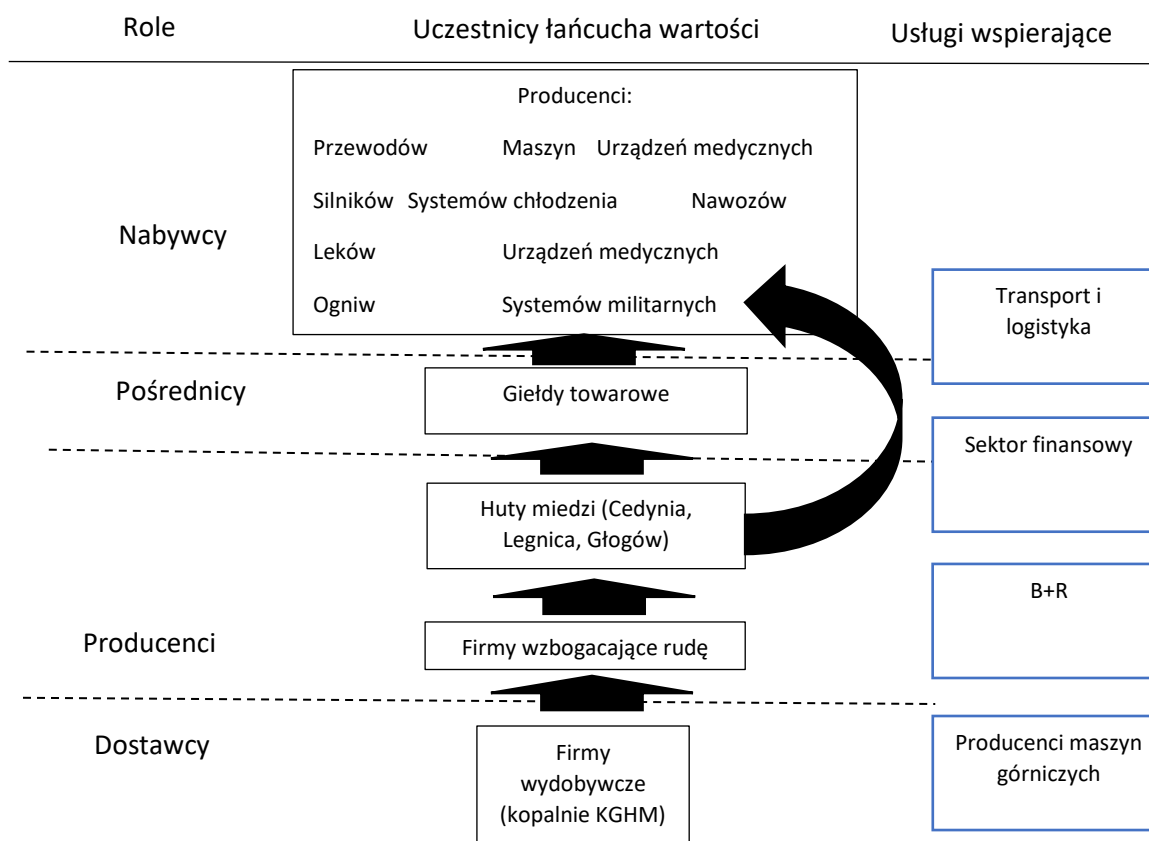 Role Uczestnicy łańcucha wartości Usługi wspierające
Producenci:
Przewodów Maszyn Urządzeń medycznych
Silników Systemów chłodzenia Nawozów
Nabywcy
Leków Urządzeń medycznych
Ogniw Systemów militarnych
Transport i
logistyka
Pośrednicy
Giełdy towarowe
Sektor finansowy
Huty miedzi (Cedynia,
Legnica, Głogów)
B+R
Producenci
Firmy wzbogacające rudę
Dostawcy
Firmy
wydobywcze
(kopalnie KGHM)
Producenci maszyn
górniczych